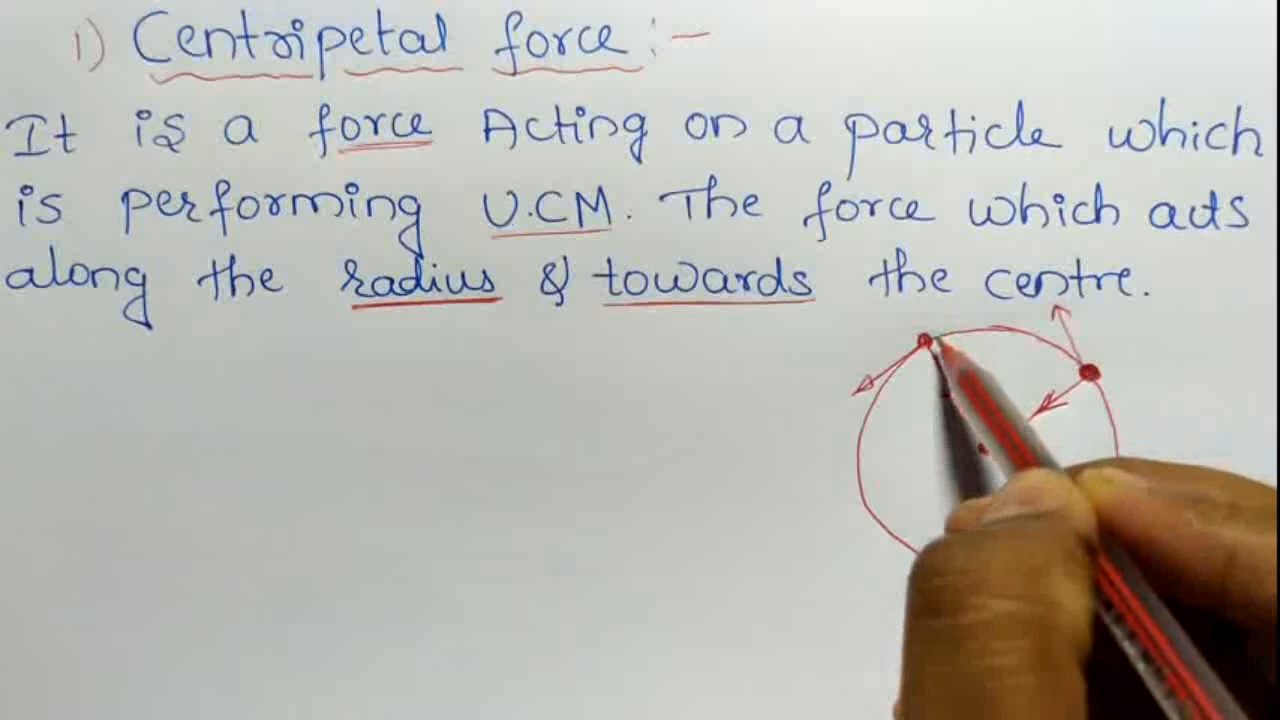 1) Centripetal force :-
It is a force Acting on a particle which
is performing U.CM. The force which acts
along the radius & towards the centre.